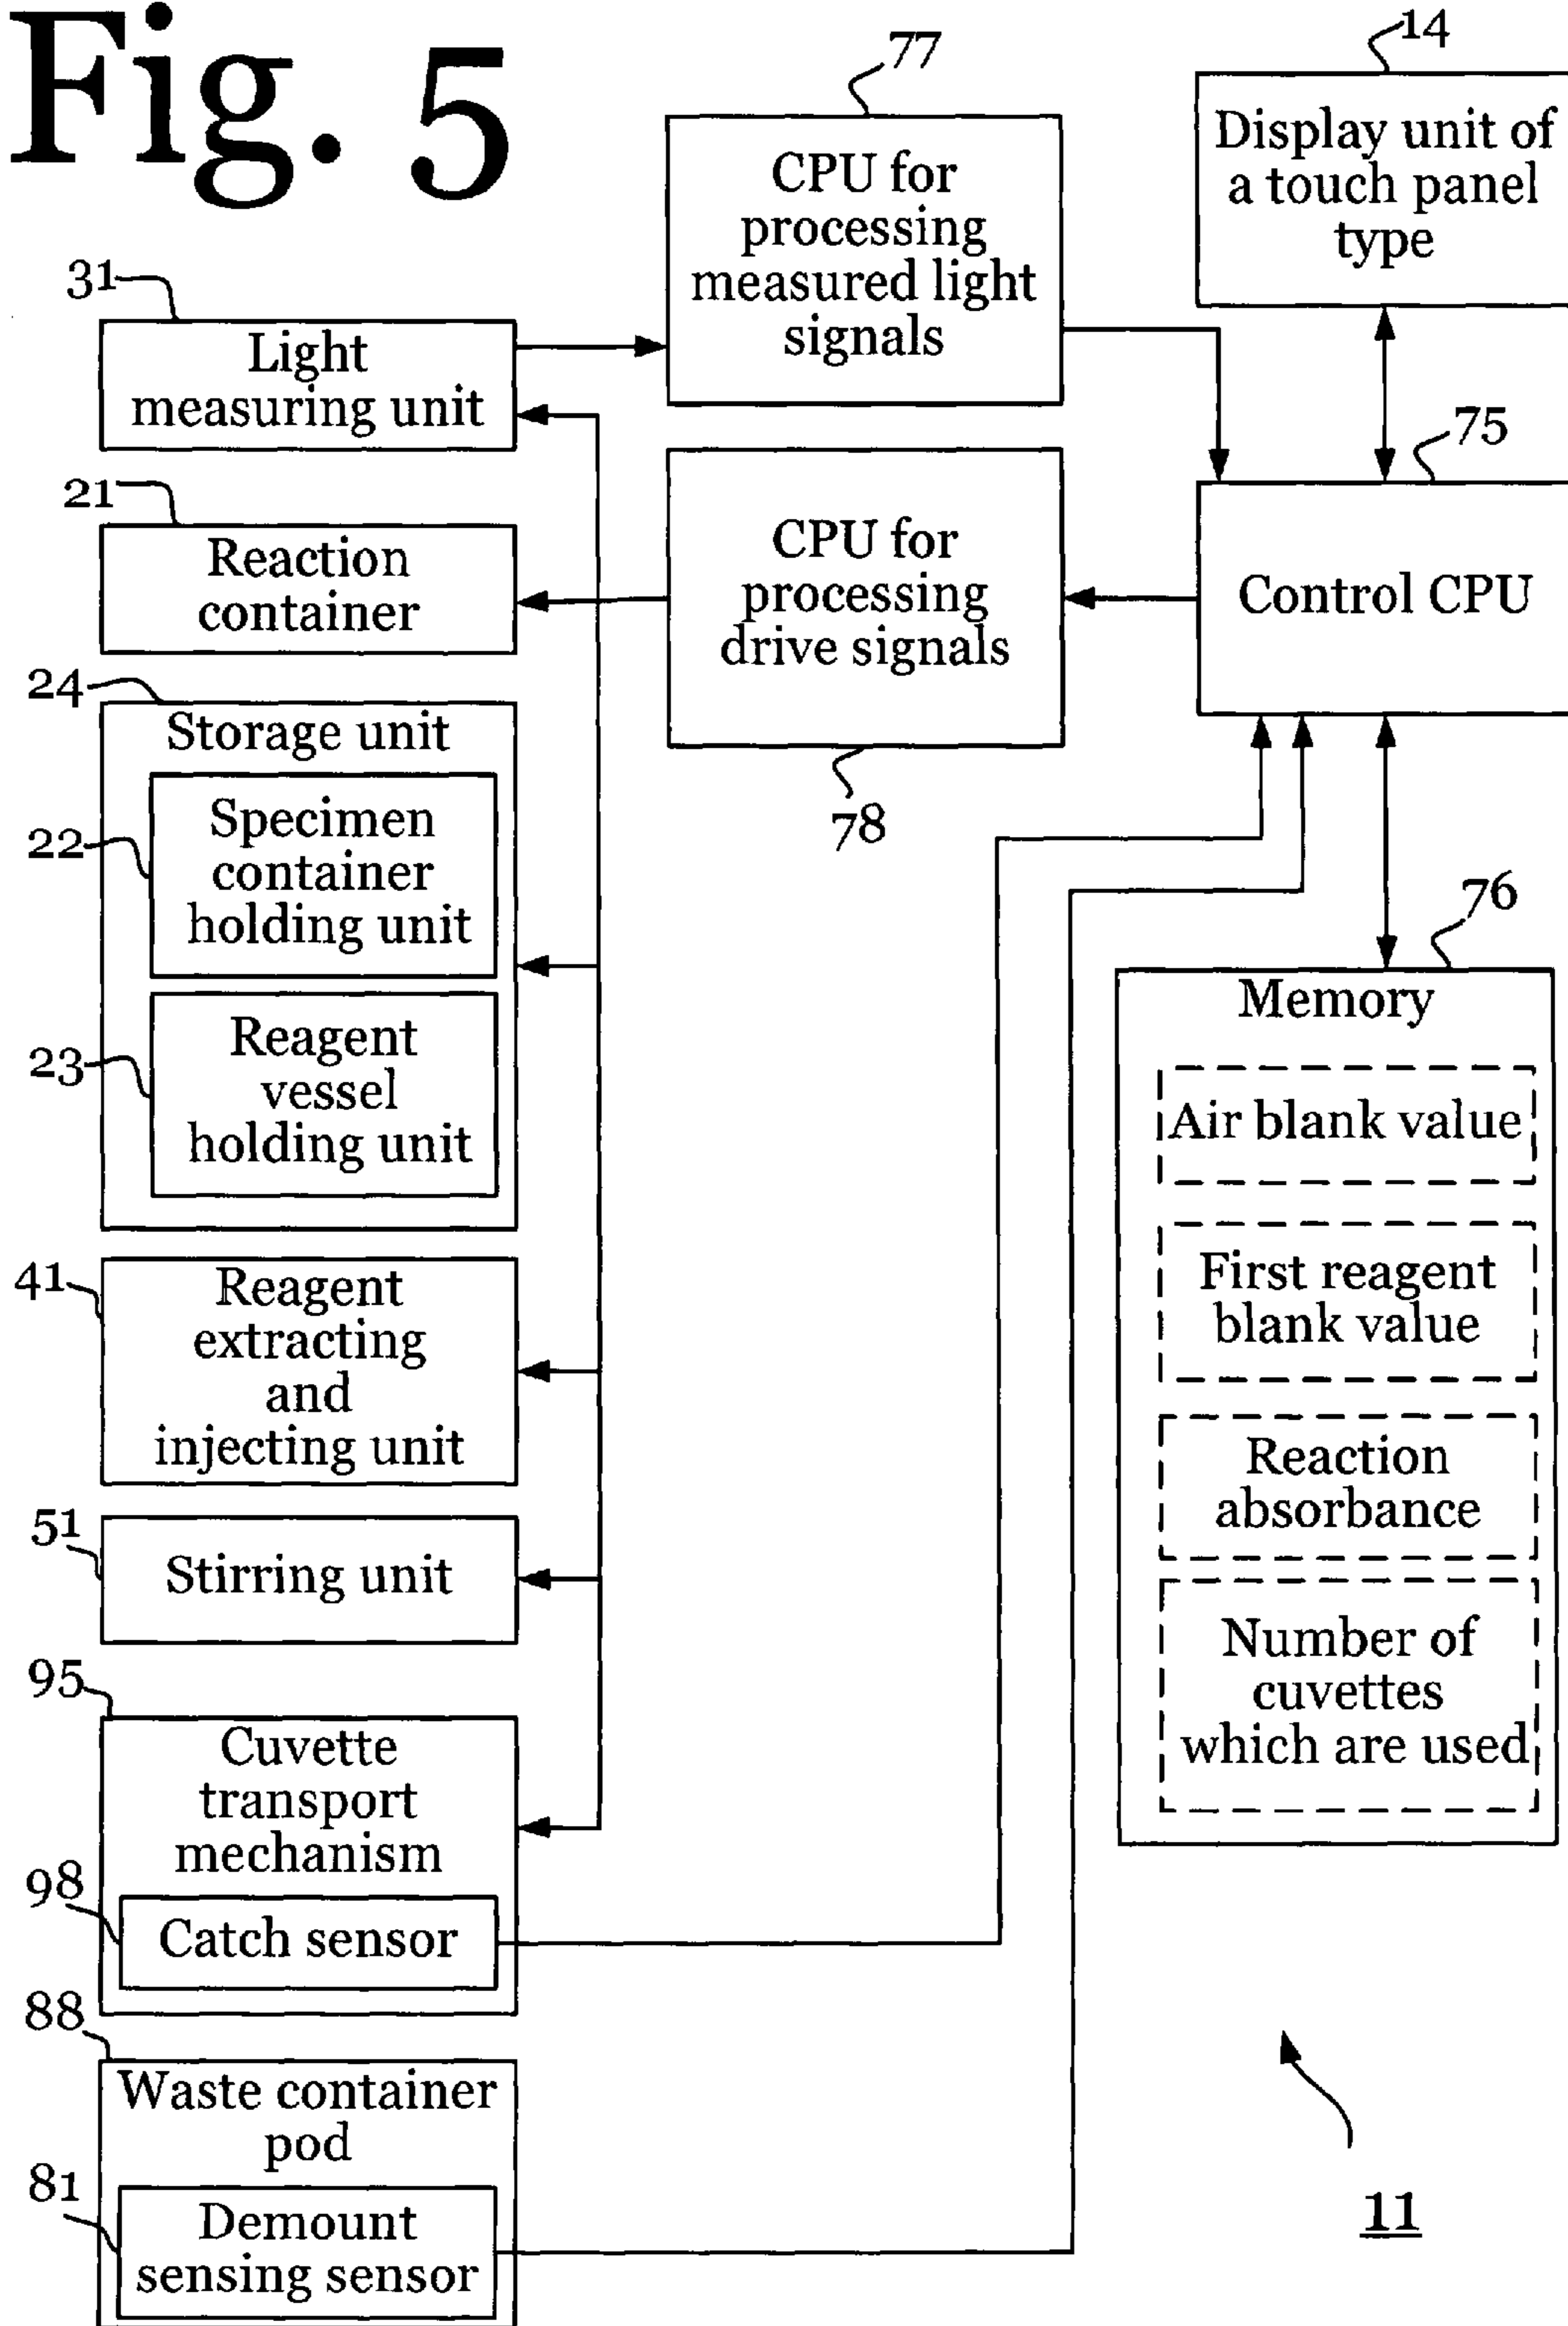 Fig. 5
77
CPU for
processing
measured light
signals
14
Display unit of
a touch panel
type
31
Light
measuring unit
21
Reaction
container
CPU for
processing
drive signals
78
75
Control CPU
24
Storage unit
22
Specimen
container
holding unit
23
Reagent
vessel
holding unit
41
Reagent
extracting
and
injecting unit
51
Stirring unit
95
Cuvette
transport
mechanism
98
Catch sensor
88
Waste container
pod
81
Demount
sensing sensor
76
Memory
Air blank value
First reagent
blank value
Reaction
absorbance
Number of
cuvettes
which are used
11